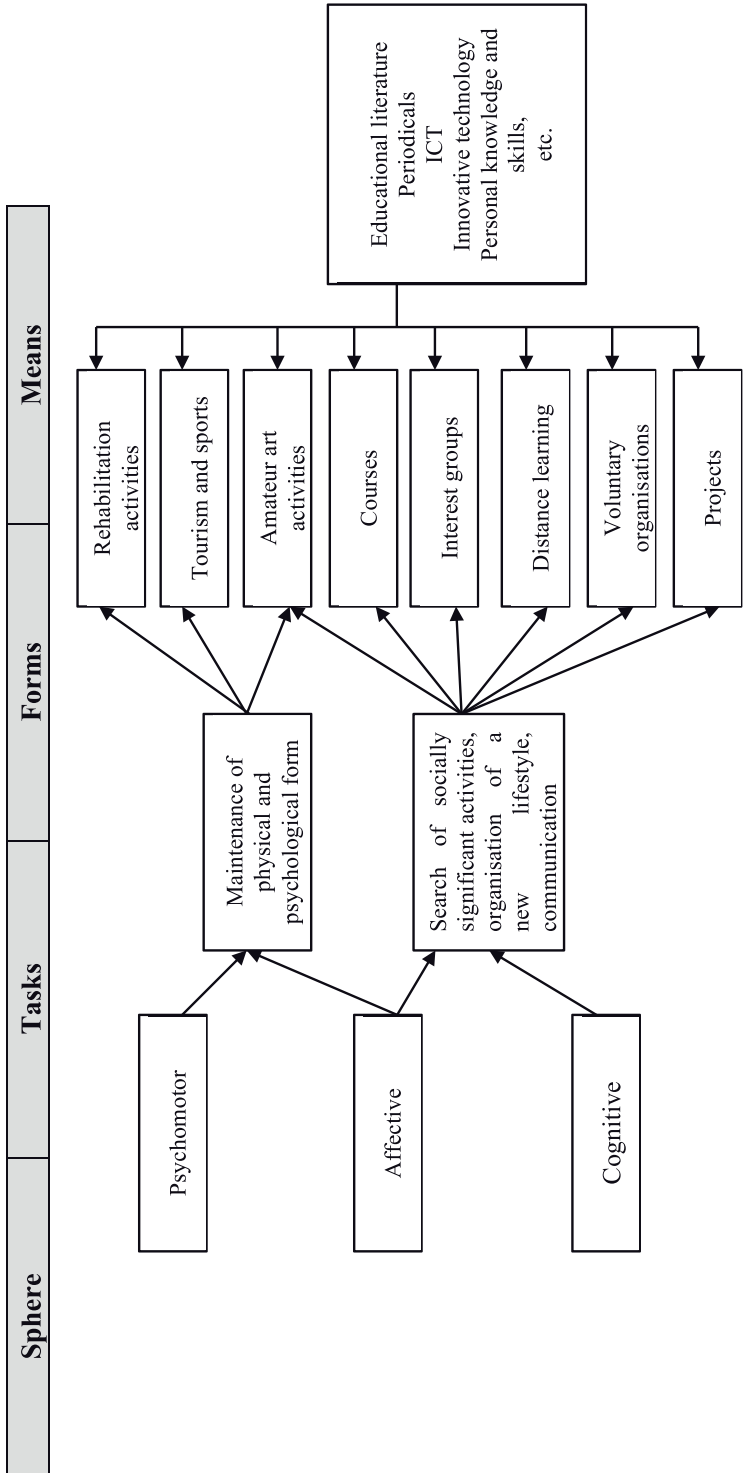 Sphere
Tasks
Forms
Means
Psychomotor
Affective
Cognitive
Maintenance of
physical and
psychological form
Search of socially
significant activities,
organisation of a
new lifestyle,
communication
Rehabilitation
activities
Tourism and sports
Amateur art
activities
Courses
Interest groups
Distance learning
Voluntary
organisations
Projects
Educational literature
Periodicals
ICT
Innovative technology
Personal knowledge and
skills,
etc.